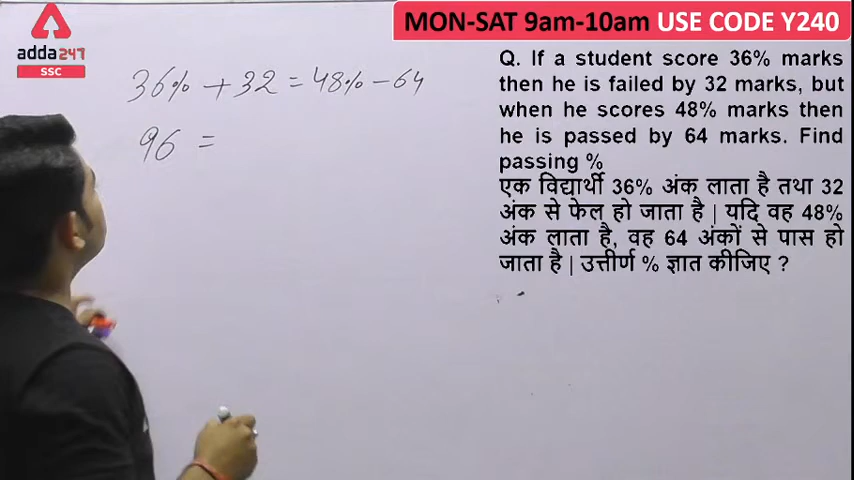 MON-SAT 9am-10am USE CODE Y240
adda247
SSC
36% + 32 = 48% - 64
96 =
Q. If a student score 36% marks
then he is failed by 32 marks, but
when he scores 48% marks then
he is passed by 64 marks. Find
passing %
एक विद्यार्थी 36% अंक लाता है तथा 32
अंक से फेल हो जाता है | यदि वह 48%
अंक लाता है, वह 64 अंकों से पास हो
जाता है | उत्तीर्ण % ज्ञात कीजिए ?